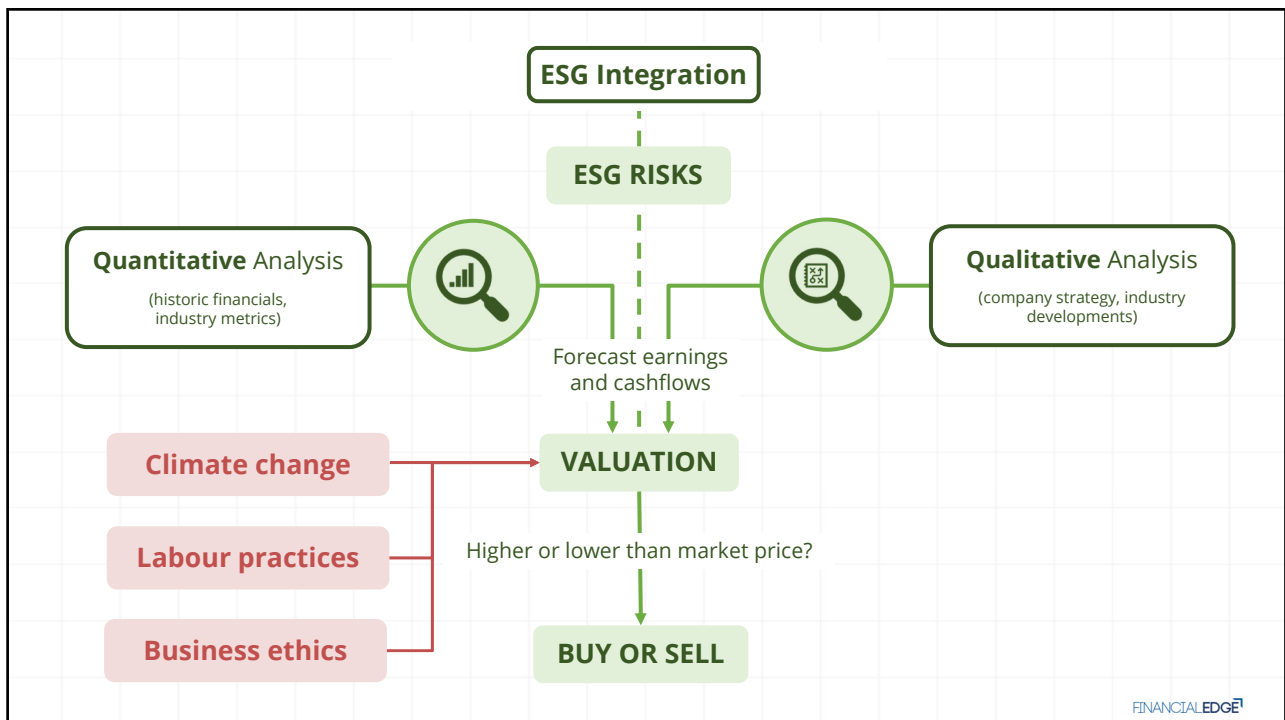 ESG Integration
ESG RISKS
Quantitative Analysis
(historic financials,
industry metrics)
Qualitative Analysis
(company strategy, industry
developments)
Forecast earnings
and cashflows
Climate change
VALUATION
Labour practices
Higher or lower than market price?
Business ethics
BUY OR SELL
FINANCIALEDGE